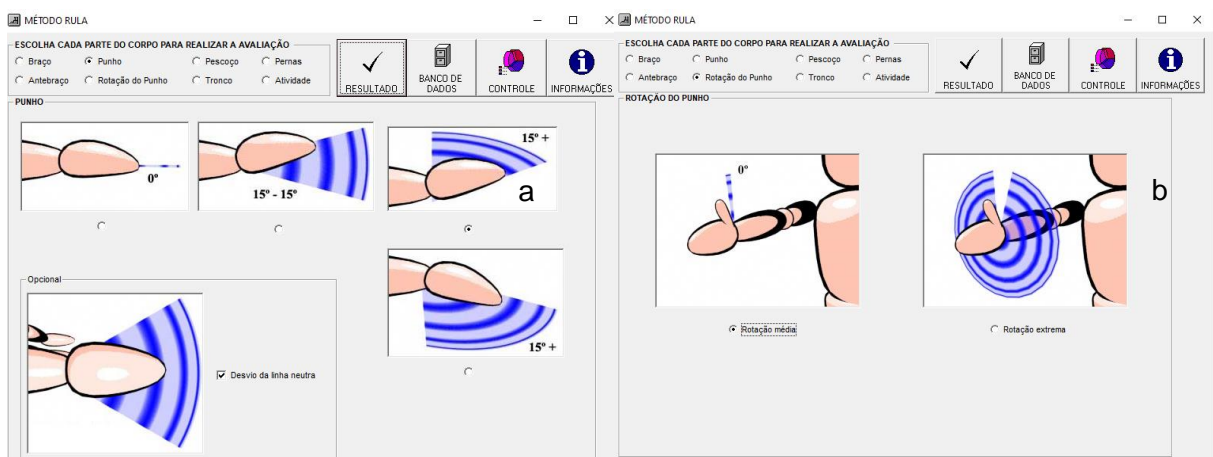 MÉTODO RULA
ESCOLHA CADA PARTE DO CORPO PARA REALIZAR A AVALIAÇÃO
Braço Punho Pescoço Pernas
Antebraço Rotação do Punho Tronco Atividade
RESULTADO
BANCO DE
DADOS
CONTROLE
INFORMAÇÕES
PUNHO
0º
15º - 15º
15º +
a
Opcional
Desvio da linha neutra
15º +
MÉTODO RULA
ESCOLHA CADA PARTE DO CORPO PARA REALIZAR A AVALIAÇÃO
Braço Punho Pescoço Pernas
Antebraço Rotação do Punho Tronco Atividade
RESULTADO
BANCO DE
DADOS
CONTROLE
INFORMAÇÕES
ROTAÇÃO DO PUNHO
0º
b
Rotação média
Rotação extrema